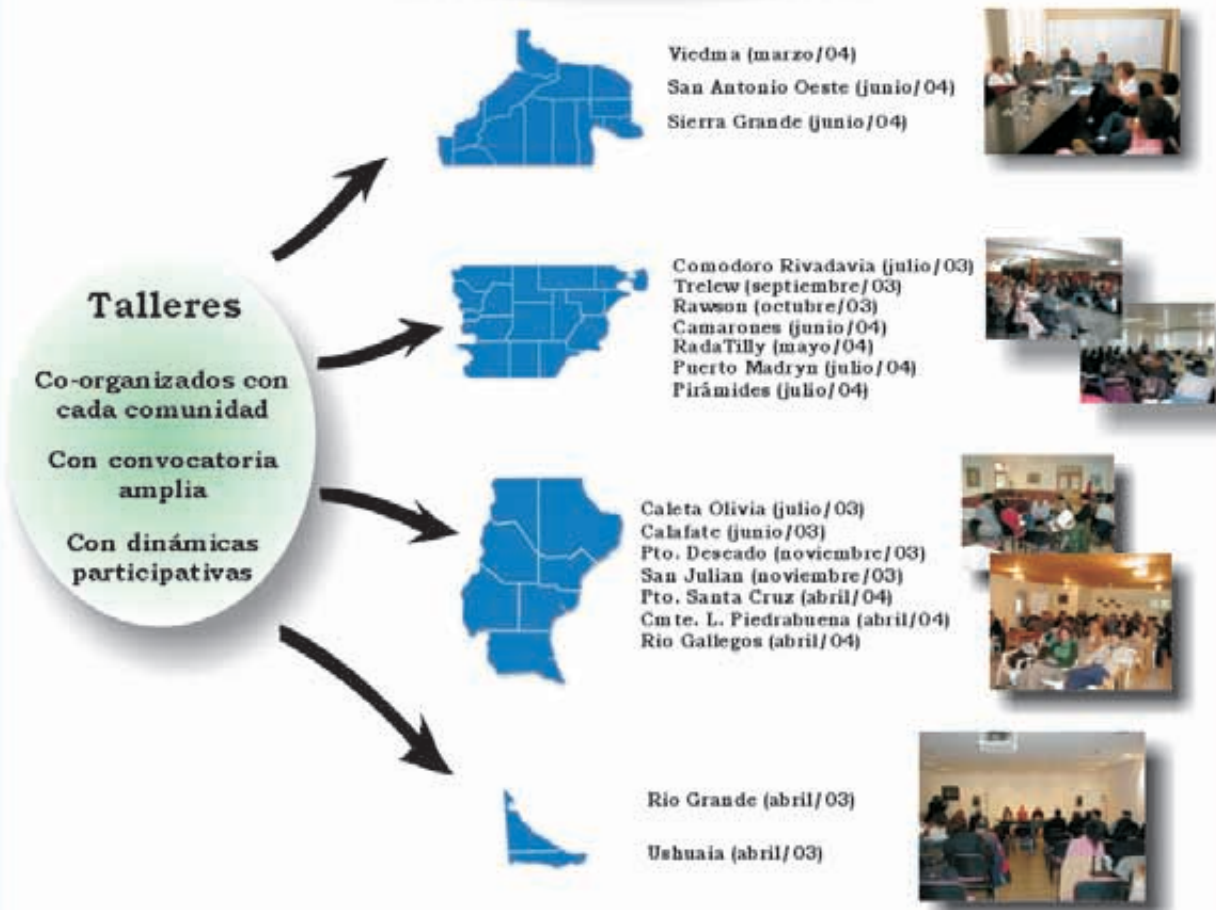 Talleres
Co-organizados con
cada comunidad
Con convocatoria
amplia
Con dinámicas
participativas
Viedma (marzo/04)
San Antonio Oeste (junio/04)
Sierra Grande (junio/04)
Comodoro Rivadavia (julio/03)
Trelew (septiembre/03)
Rawson (octubre/03)
Camarones (junio/04)
RadaTilly (mayo/04)
Puerto Madryn (julio/04)
Pirámides (julio/04)
Caleta Olivia (julio/03)
Calafate (junio/03)
Pto. Deseado (noviembre/03)
San Julian (noviembre/03)
Pto. Santa Cruz (abril/04)
Cmte. L. Piedrabuena (abril/04)
Rio Gallegos (abril/04)
Rio Grande (abril/03)
Ushuaia (abril/03)